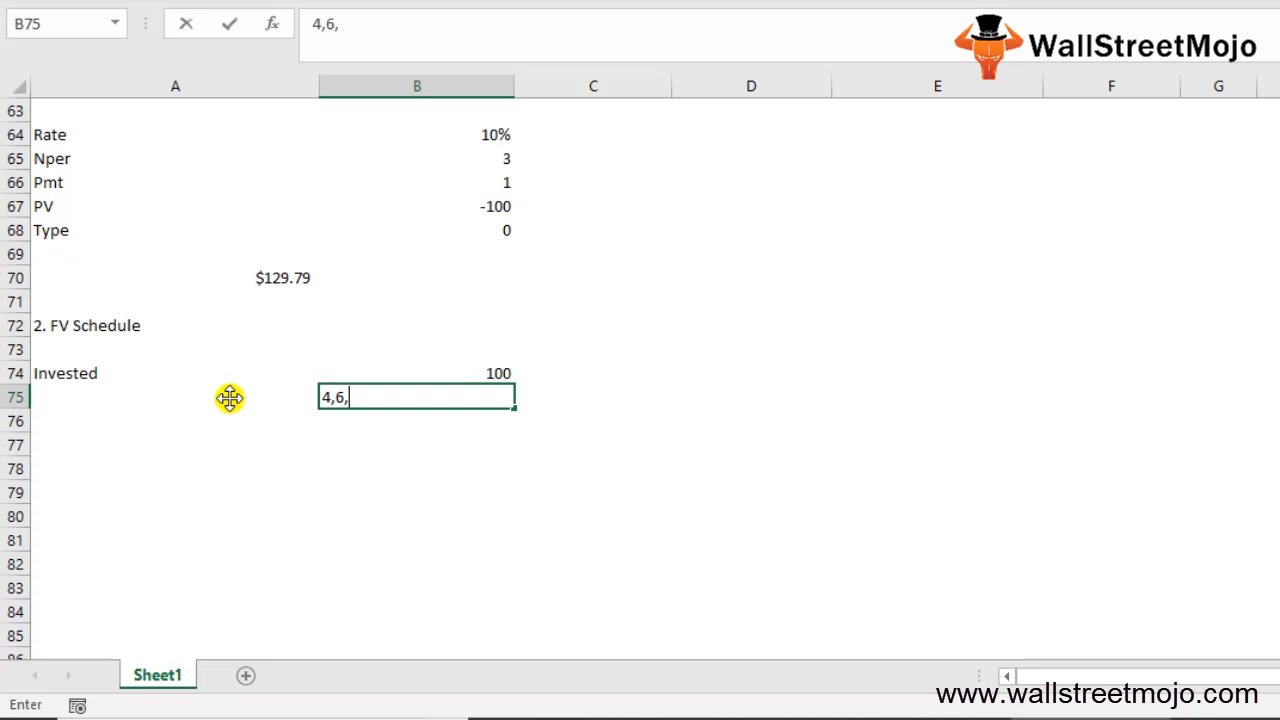 B75 fx 4,6,
WallStreetMojo
A B C D E F G
63
64 Rate 10%
65 Nper 3
66 Pmt 1
67 PV -100
68 Type 0
69
70 $129.79
71
72 2. FV Schedule
73
74 Invested 100
75 4,6,
76
77
78
79
80
81
82
83
84
85
86
Sheet1
www.wallstreetmojo.com
Enter